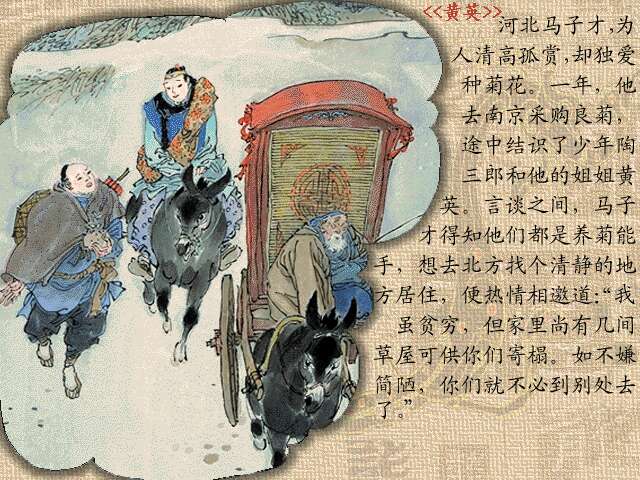 <<黄英>>
河北马子才,为
人清高孤赏,却独爱
种菊花。一年，他
去南京采购良菊，
途中结识了少年陶
三郎和他的姐姐黄
英。言谈之间，马子
才得知他们都是养菊能
手，想去北方找个清静的地
方居住，便热情相邀道:“我
虽贫穷，但家里尚有几间
草屋可供你们寄榻。如不嫌
简陋，你们就不必到别处去
了。”